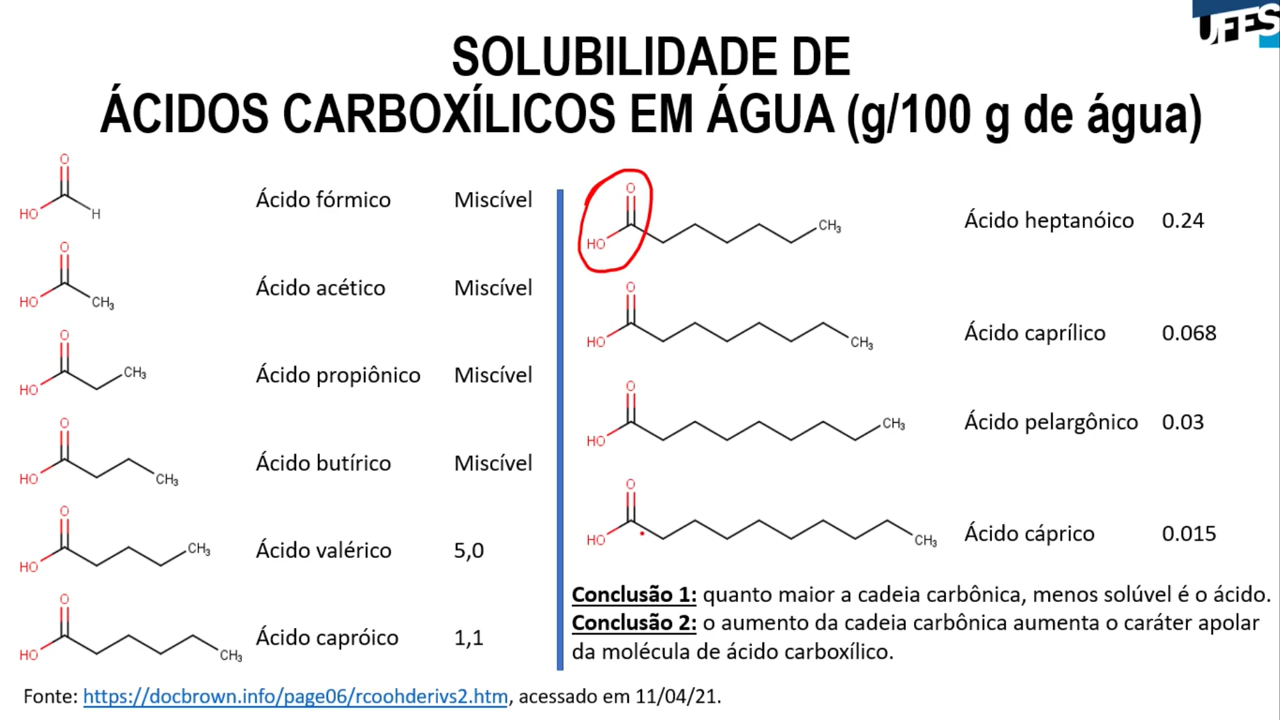 UFES
SOLUBILIDADE DE
ÁCIDOS CARBOXÍLICOS EM ÁGUA (g/100 g de água)
O
HO
H
Ácido fórmico Miscível
O
HO
CH3
Ácido acético Miscível
O
HO
CH3
Ácido propiônico Miscível
O
HO
CH3
Ácido butírico Miscível
O
HO
CH3
Ácido valérico 5,0
O
HO
CH3
Ácido capróico 1,1
O
HO
CH3
Ácido heptanóico 0.24
O
HO
CH3
Ácido caprílico 0.068
O
HO
CH3
Ácido pelargônico 0.03
O
HO
CH3
Ácido cáprico 0.015
Conclusão 1: quanto maior a cadeia carbônica, menos solúvel é o ácido.
Conclusão 2: o aumento da cadeia carbônica aumenta o caráter apolar
da molécula de ácido carboxílico.
Fonte: https://docbrown.info/page06/rcoohderivs2.htm, acessado em 11/04/21.